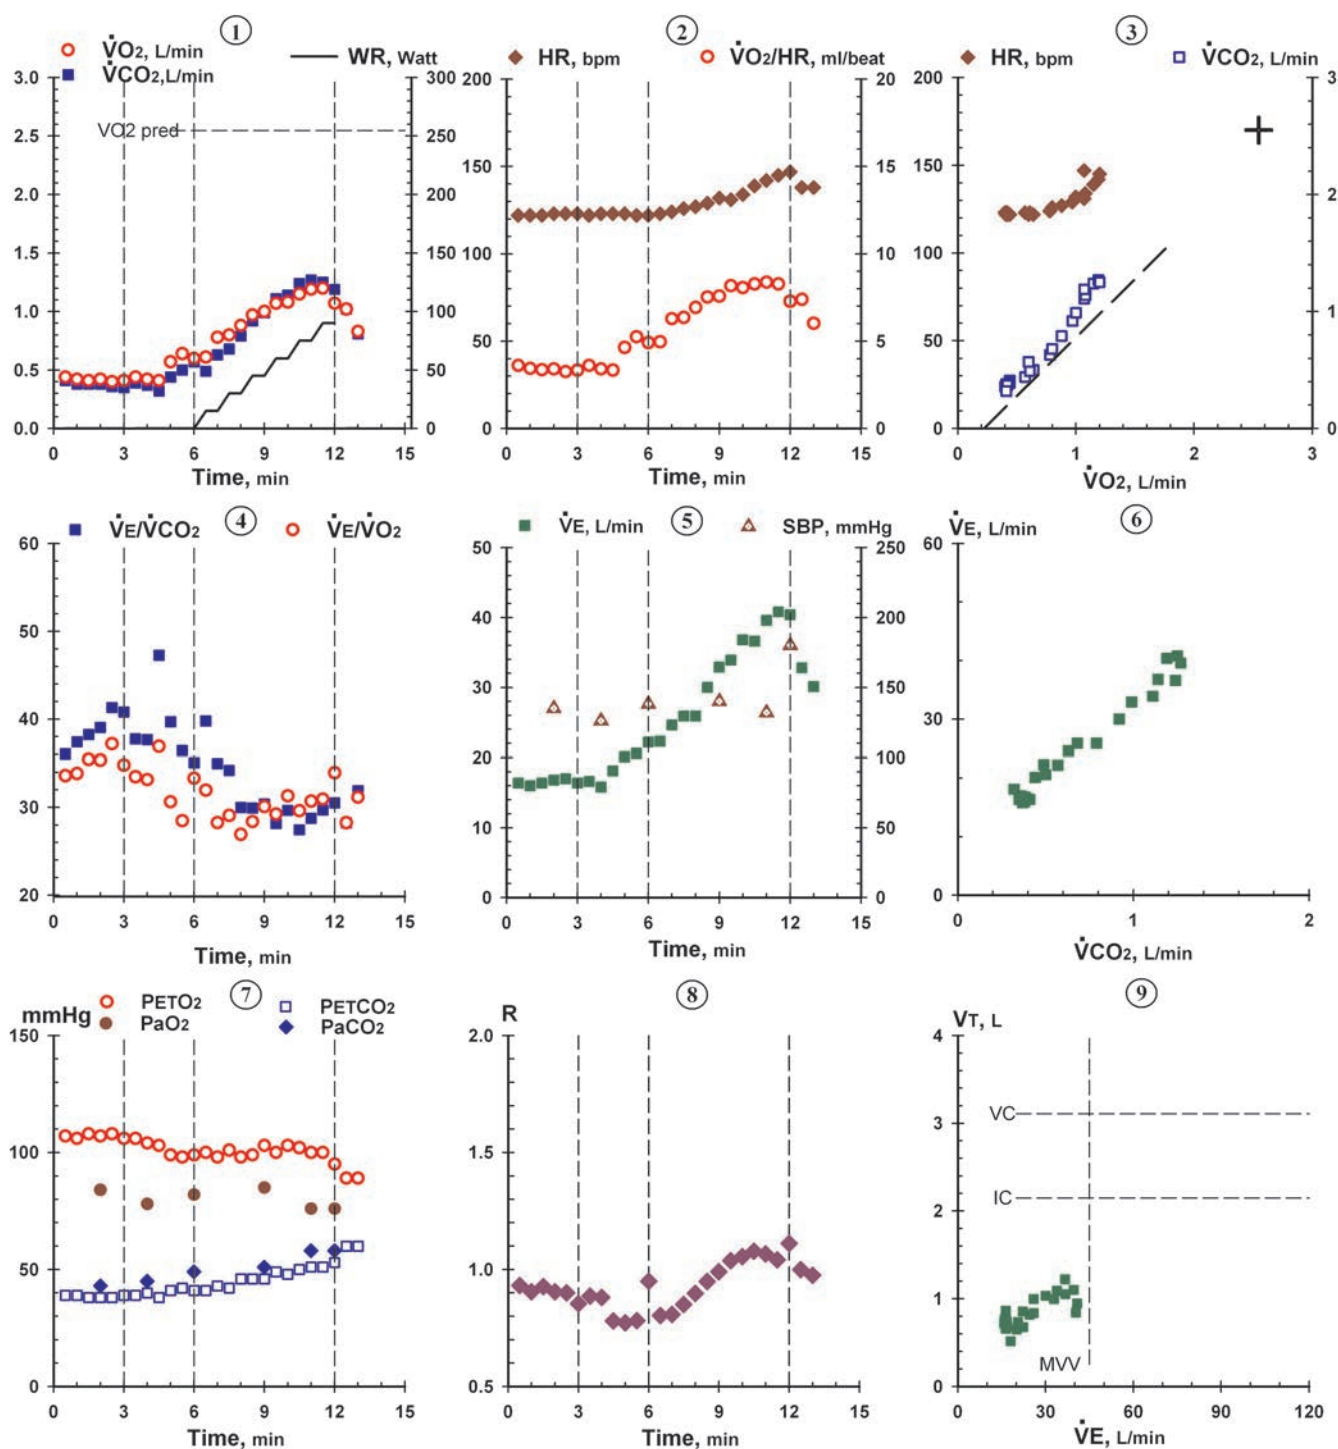 1
V̇O2, L/min
V̇CO2, L/min
WR, Watt
3.0
2.5
2.0
1.5
1.0
0.5
0.0
300
250
200
150
100
50
0
VO2 pred
0 3 6 9 12 15
Time, min
2
HR, bpm
V̇O2/HR, ml/beat
200
150
100
50
0
20
15
10
5
0
0 3 6 9 12 15
Time, min
3
HR, bpm
V̇CO2, L/min
200
150
100
50
0
3
2
1
0
0 1 2 3
V̇O2, L/min
4
V̇E/V̇CO2
V̇E/V̇O2
60
50
40
30
20
0 3 6 9 12 15
Time, min
5
V̇E, L/min
SBP, mmHg
50
40
30
20
10
0
250
200
150
100
50
0
0 3 6 9 12 15
Time, min
6
V̇E, L/min
60
30
0
0 1 2
V̇CO2, L/min
7
mmHg
PETO2
PaO2
PETCO2
PaCO2
150
100
50
0
0 3 6 9 12 15
Time, min
8
R
2.0
1.5
1.0
0.5
0 3 6 9 12 15
Time, min
9
VT, L
4
3
2
1
0
VC
IC
MVV
0 30 60 90 120
V̇E, L/min